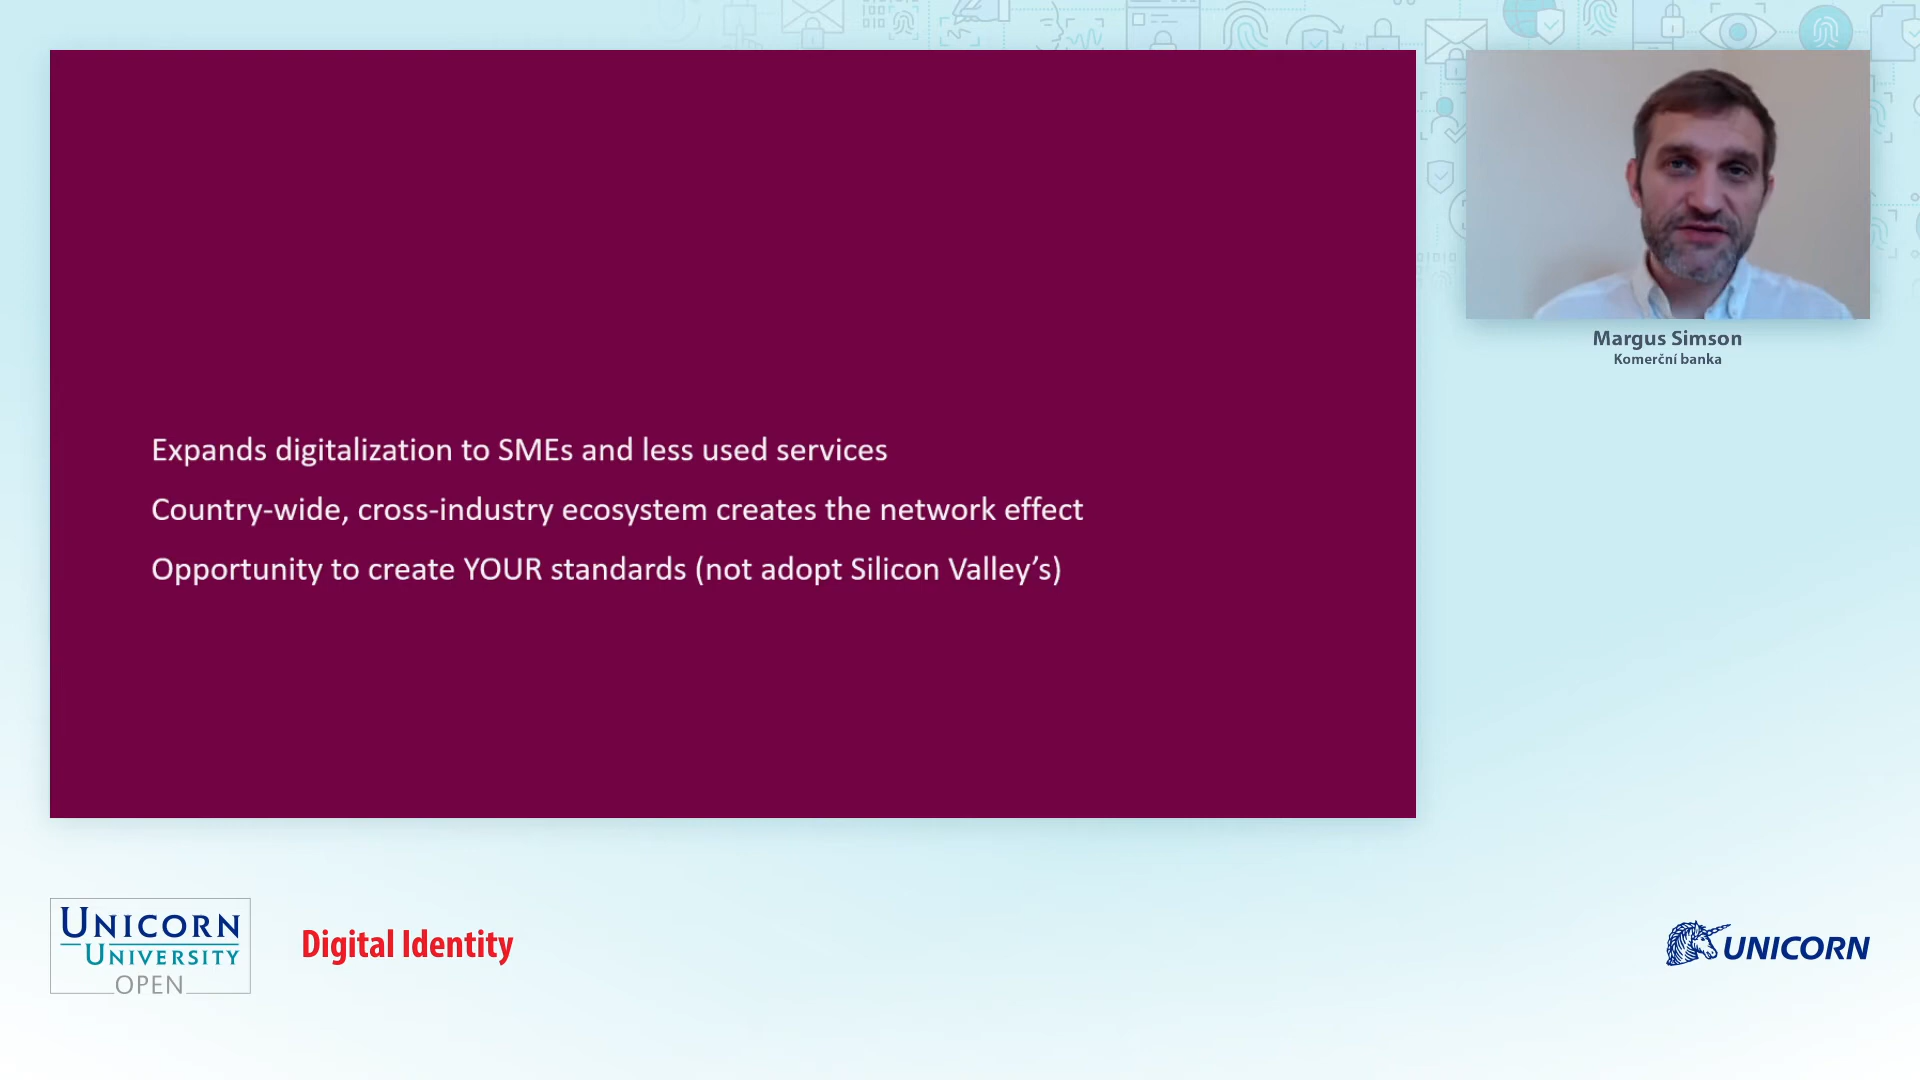 Expands digitalization to SMEs and less used services
Country-wide, cross-industry ecosystem creates the network effect
Opportunity to create YOUR standards (not adopt Silicon Valley’s)
Margus Simson
Komerční banka
UNICORN
UNIVERSITY
OPEN
Digital Identity
UNICORN